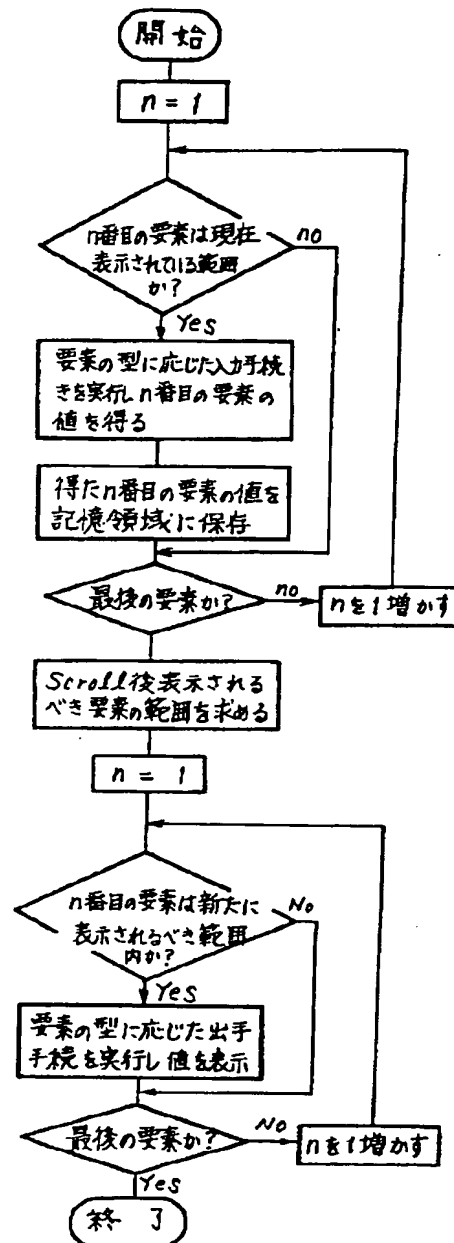 開始
n = 1
n番目の要素は現在
表示されている範囲
か?
no
Yes
要素の型に応じた入力手続
きを実行しn番目の要素の
値を得る
得たn番目の要素の値を
記憶領域に保存
最後の要素か?
no
nを1増かす
Scroll後表示される
べき要素の範囲を求める
n = 1
n番目の要素は新たに
表示されるべき範囲
内か?
No
Yes
要素の型に応じた出手
手続を実行し値を表示
最後の要素か?
No
nを1増かす
Yes
終了